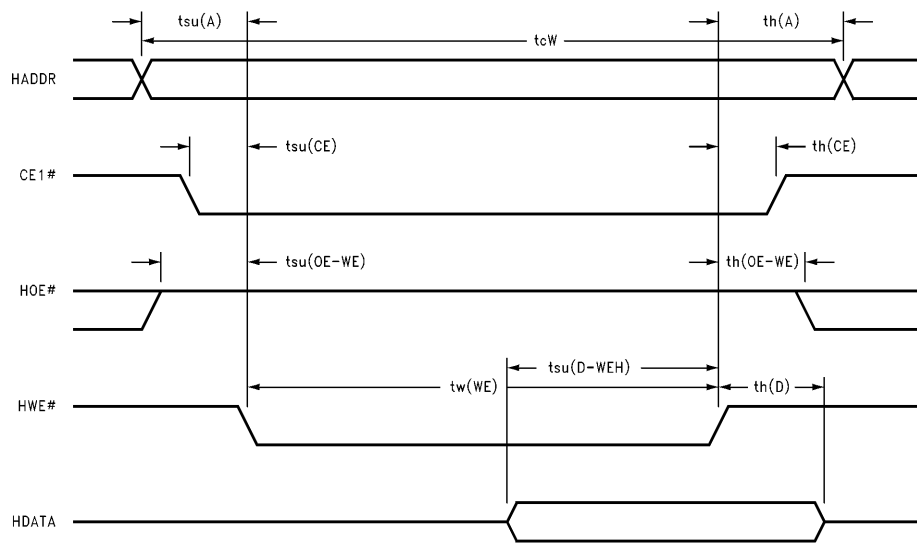 tsu(A) th(A)
tcW
HADDR
tsu(CE) th(CE)
CE1#
tsu(OE-WE) th(OE-WE)
HOE#
tsu(D-WEH)
tw(WE) th(D)
HWE#
HDATA